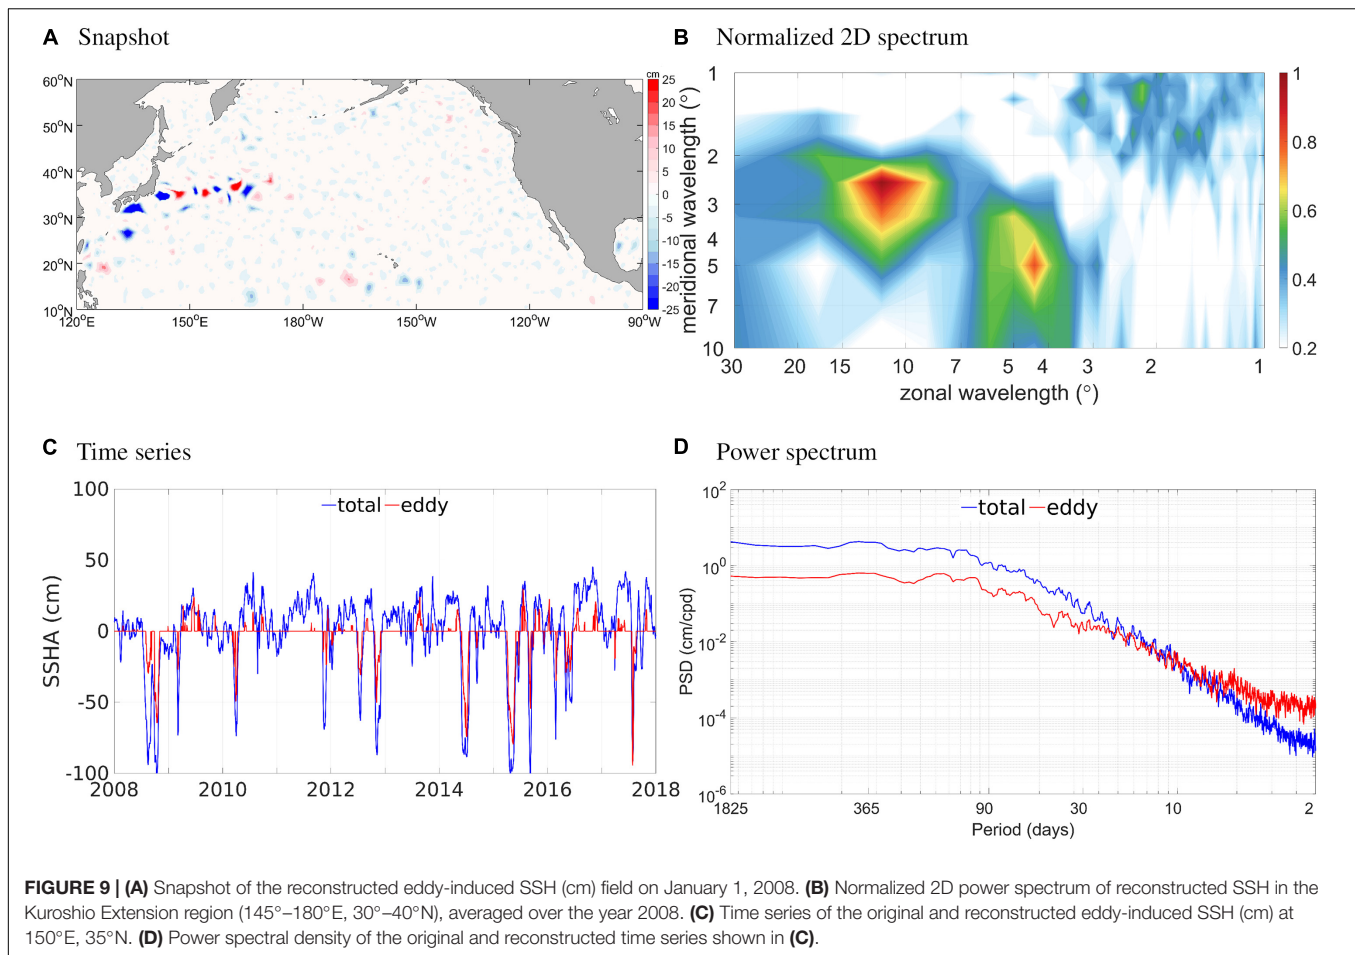 A Snapshot
60°N
50°N
40°N
30°N
20°N
10°N
120°E 150°E 180°W 150°W 120°W 90°W
cm
25
20
15
10
5
0
-5
-10
-15
-20
-25
B Normalized 2D spectrum
meridional wavelength (°)
1
2
3
4
5
7
10
30 20 15 10 7 5 4 3 2 1
zonal wavelength (°)
1
0.8
0.6
0.4
0.2
C Time series
total eddy
SSHA (cm)
100
50
0
-50
-100
2008 2010 2012 2014 2016 2018
D Power spectrum
total eddy
PSD (cm/cpd)
10²
10⁰
10⁻²
10⁻⁴
10⁻⁶
1825 365 90 30 10 2
Period (days)
FIGURE 9 | (A) Snapshot of the reconstructed eddy-induced SSH (cm) field on January 1, 2008. (B) Normalized 2D power spectrum of reconstructed SSH in the
Kuroshio Extension region (145°–180°E, 30°–40°N), averaged over the year 2008. (C) Time series of the original and reconstructed eddy-induced SSH (cm) at
150°E, 35°N. (D) Power spectral density of the original and reconstructed time series shown in (C).